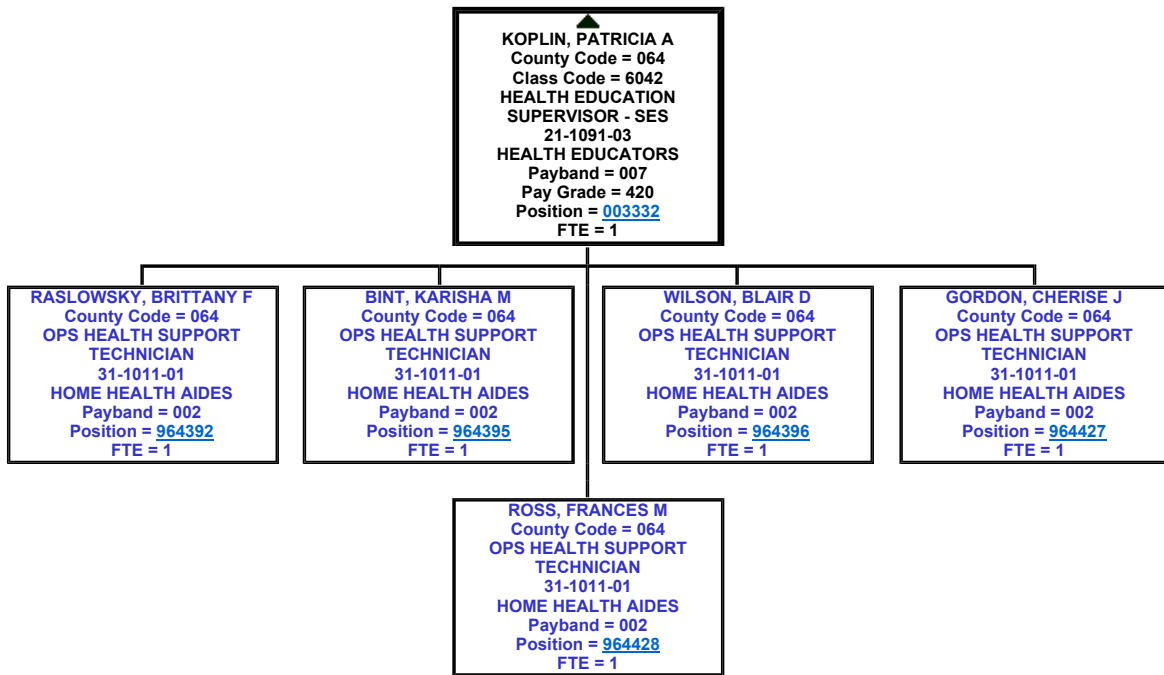 KOPLIN, PATRICIA A
County Code = 064
Class Code = 6042
HEALTH EDUCATION
SUPERVISOR - SES
21-1091-03
HEALTH EDUCATORS
Payband = 007
Pay Grade = 420
Position = 003332
FTE = 1
RASLOWSKY, BRITTANY F
County Code = 064
OPS HEALTH SUPPORT
TECHNICIAN
31-1011-01
HOME HEALTH AIDES
Payband = 002
Position = 964392
FTE = 1
BINT, KARISHA M
County Code = 064
OPS HEALTH SUPPORT
TECHNICIAN
31-1011-01
HOME HEALTH AIDES
Payband = 002
Position = 964395
FTE = 1
WILSON, BLAIR D
County Code = 064
OPS HEALTH SUPPORT
TECHNICIAN
31-1011-01
HOME HEALTH AIDES
Payband = 002
Position = 964396
FTE = 1
GORDON, CHERISE J
County Code = 064
OPS HEALTH SUPPORT
TECHNICIAN
31-1011-01
HOME HEALTH AIDES
Payband = 002
Position = 964427
FTE = 1
ROSS, FRANCES M
County Code = 064
OPS HEALTH SUPPORT
TECHNICIAN
31-1011-01
HOME HEALTH AIDES
Payband = 002
Position = 964428
FTE = 1